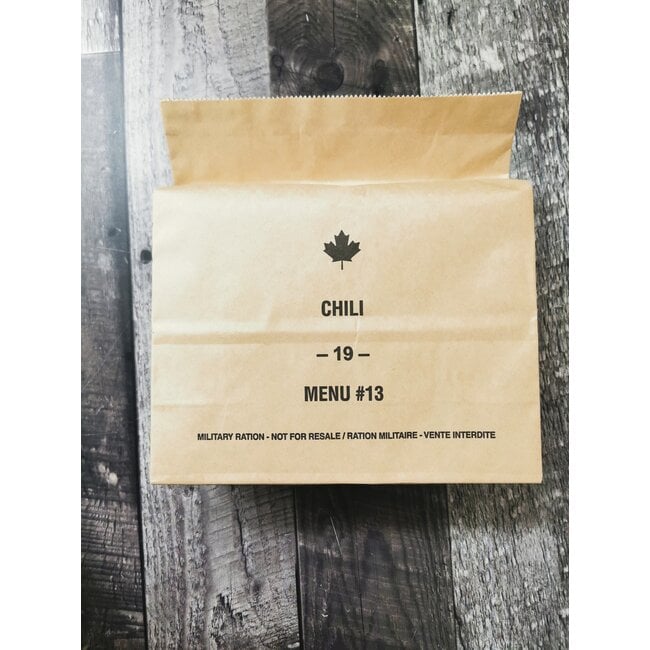 CHILI
– 19 –
MENU #13
MILITARY RATION - NOT FOR RESALE / RATION MILITAIRE - VENTE INTERDITE